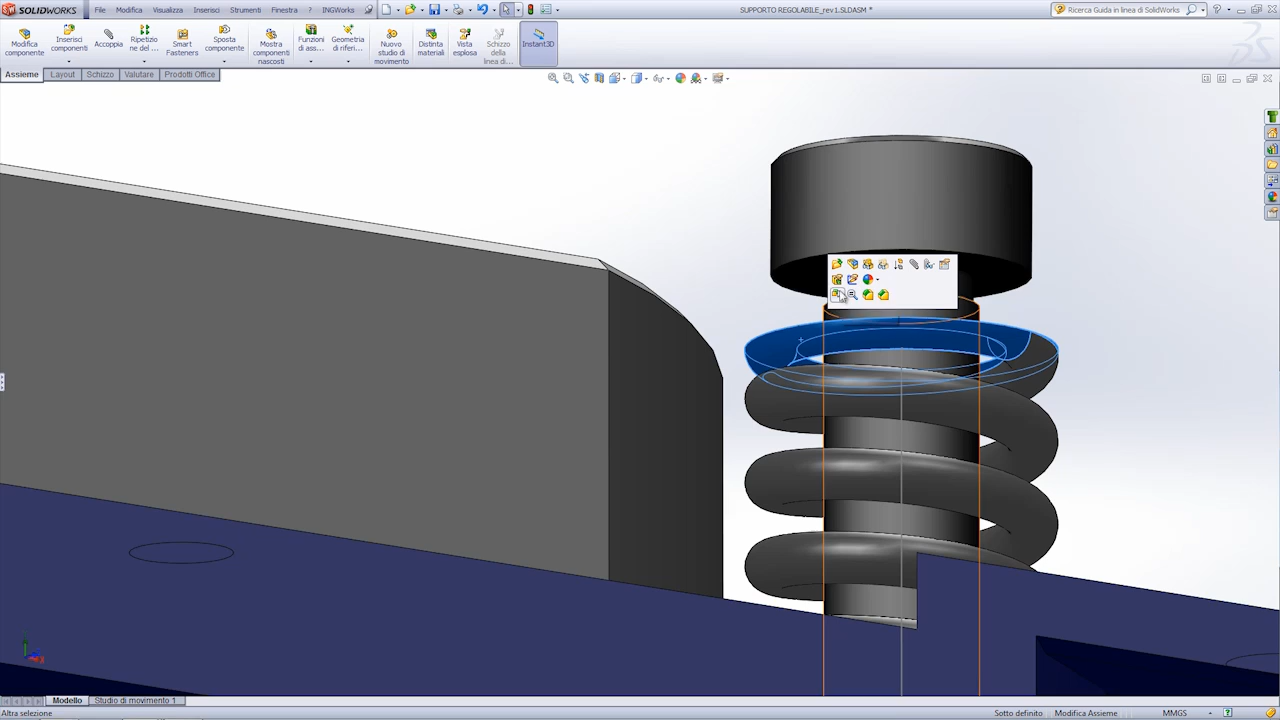 SOLIDWORKS
File
Modifica
Visualizza
Inserisci
Strumenti
Finestra
?
INGWorks
SUPPORTO REGOLABILE_rev1.SLDASM *
Ricerca Guida in linea di SolidWorks
Modifica componente
Inserisci componenti
Accoppia
Ripetizio ne del ...
Smart Fasteners
Sposta componente
Mostra componenti nascosti
Funzioni di ass...
Geometria di riferi...
Nuovo studio di movimento
Distinta materiali
Vista esplosa
Schizzo della linea di...
Instant3D
Assieme
Layout
Schizzo
Valutare
Prodotti Office
Modello
Studio di movimento 1
Altra selezione
Sotto definito
Modifica Assieme
MMGS